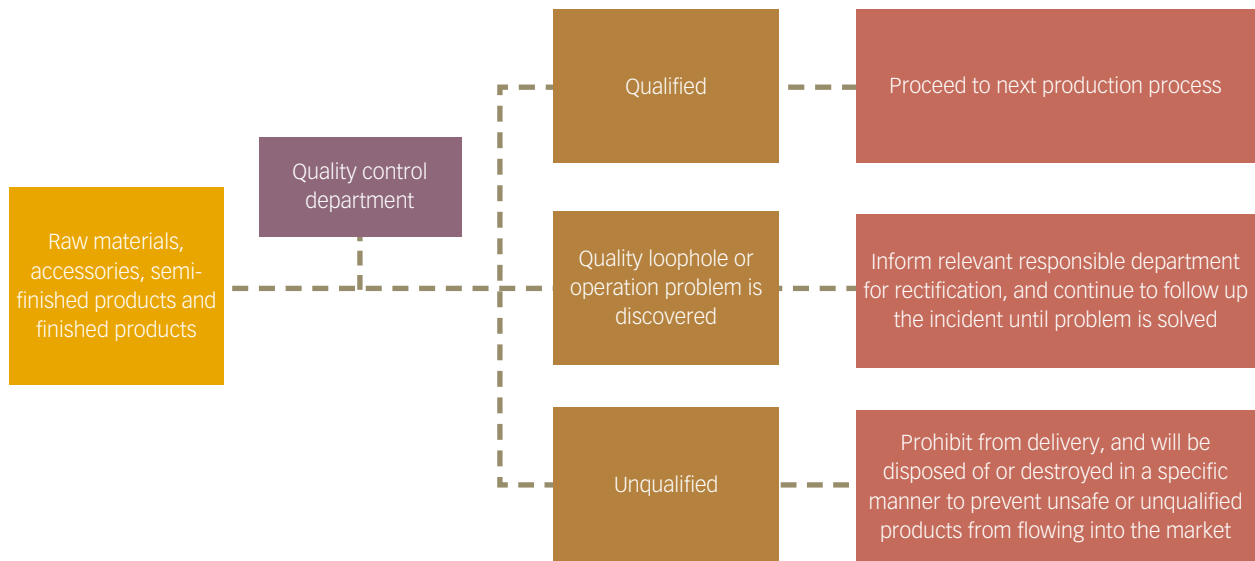 Raw materials,
accessories, semi-
finished products and
finished products
Quality control
department
Qualified
Proceed to next production process
Quality loophole or
operation problem is
discovered
Inform relevant responsible department
for rectification, and continue to follow up
the incident until problem is solved
Unqualified
Prohibit from delivery, and will be
disposed of or destroyed in a specific
manner to prevent unsafe or unqualified
products from flowing into the market